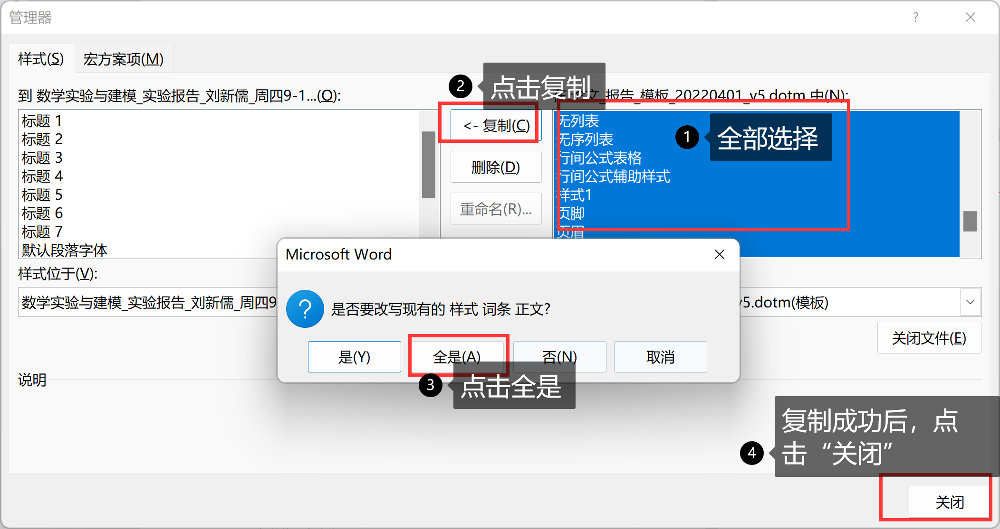 管理器
样式(S)
宏方案项(M)
2
点击复制
到 数学实验与建模_实验报告_刘新儒_周四9-1...(O):
论文_报告_模板_20220401_v5.dotm 中(N):
标题 1
标题 2
标题 3
标题 4
标题 5
标题 6
标题 7
默认段落字体
<- 复制(C)
删除(D)
重命名(R)...
无列表
无序列表
行间公式表格
行间公式辅助样式
样式1
页脚
页眉
1
全部选择
样式位于(V):
数学实验与建模_实验报告_刘新儒_周四9
v5.dotm(模板)
关闭文件(E)
Microsoft Word
?
是否要改写现有的 样式 词条 正文?
是(Y)
全是(A)
否(N)
取消
3
点击全是
说明
4
复制成功后，点
击“关闭”
关闭